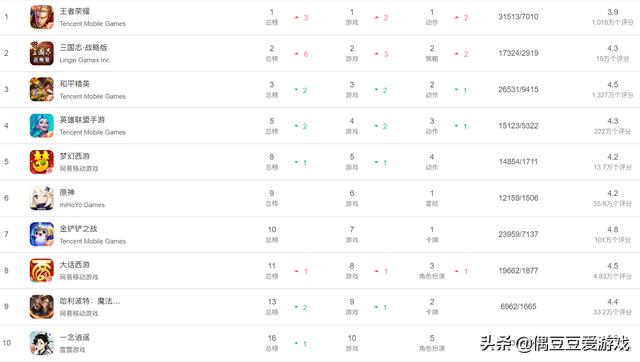 1 王者荣耀 1 ▲ 3 1 ▲ 2 1 ▲ 2 31513/7010 3.9
Tencent Mobile Games 总榜 游戏 动作 1,018万个评分
2 三国志·战略版 2 ▲ 6 2 ▲ 3 2 ▲ 2 17324/2919 4.3
Lingxi Games Inc 总榜 游戏 策略 19万个评分
3 和平精英 3 ▼ 2 3 ▼ 2 2 ▼ 1 26531/9415 4.5
Tencent Mobile Games 总榜 游戏 动作 1,327万个评分
4 英雄联盟手游 5 ▼ 2 4 ▼ 2 3 ▼ 1 15123/5322 4.3
Tencent Mobile Games 总榜 游戏 动作 222万个评分
5 梦幻西游 8 ▼ 1 5 ▼ 1 4 14854/1711 4.2
网易移动游戏 总榜 游戏 动作 13.7万个评分
6 原神 9 6 1 12159/1506 4.2
miHoYo Games 总榜 游戏 冒险 35.6万个评分
7 金铲铲之战 10 7 1 23959/7137 4.8
Tencent Mobile Games 总榜 游戏 卡牌 101万个评分
8 大话西游 11 ▲ 1 8 ▲ 1 3 ▲ 1 19662/1877 4.5
网易移动游戏 总榜 游戏 角色扮演 4.83万个评分
9 哈利波特：魔法... 13 ▼ 2 9 ▼ 1 2 6962/1665 4.4
网易移动游戏 总榜 游戏 卡牌 33.2万个评分
10 一念逍遥 16 ▼ 1 10 5
雷霆游戏 总榜 游戏 角色扮演
头条 @偶豆豆爱游戏